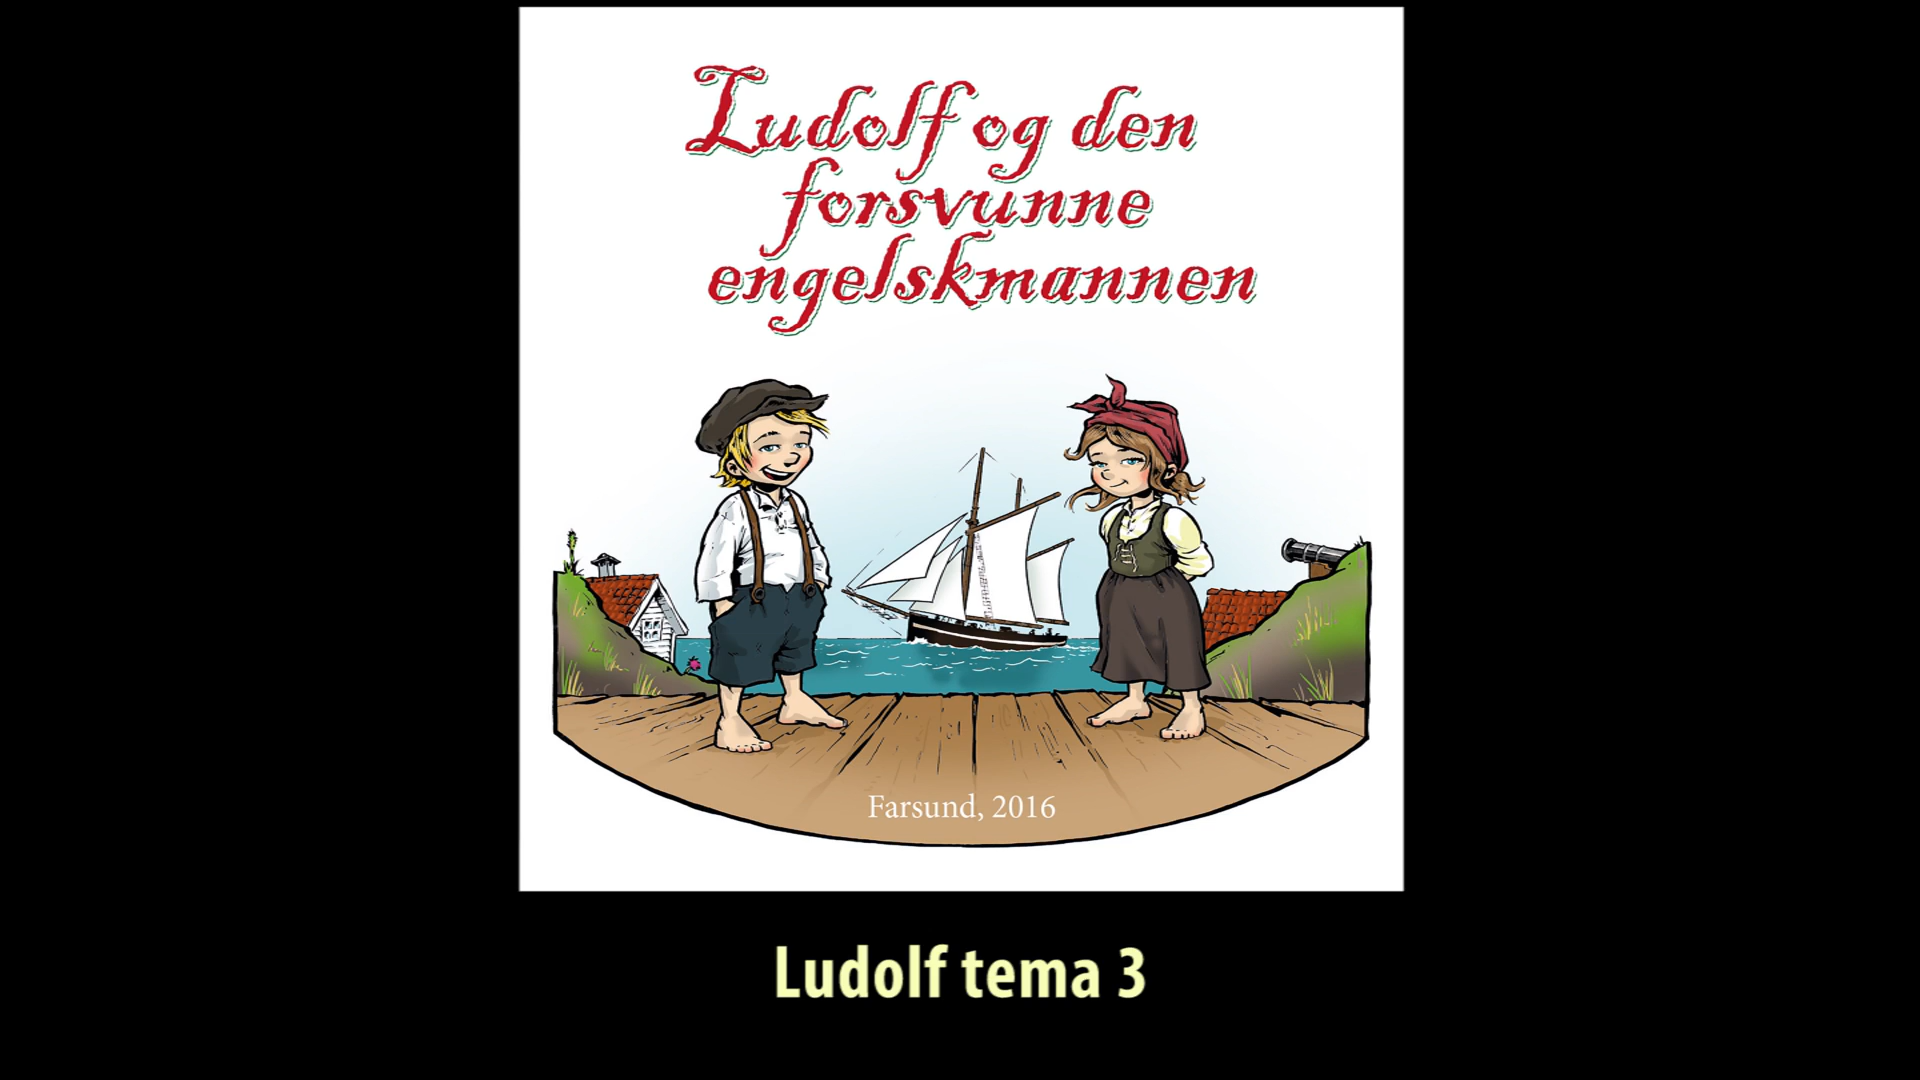 Ludolf og den
forsvunne
engelskmannen
Farsund, 2016
Ludolf tema 3